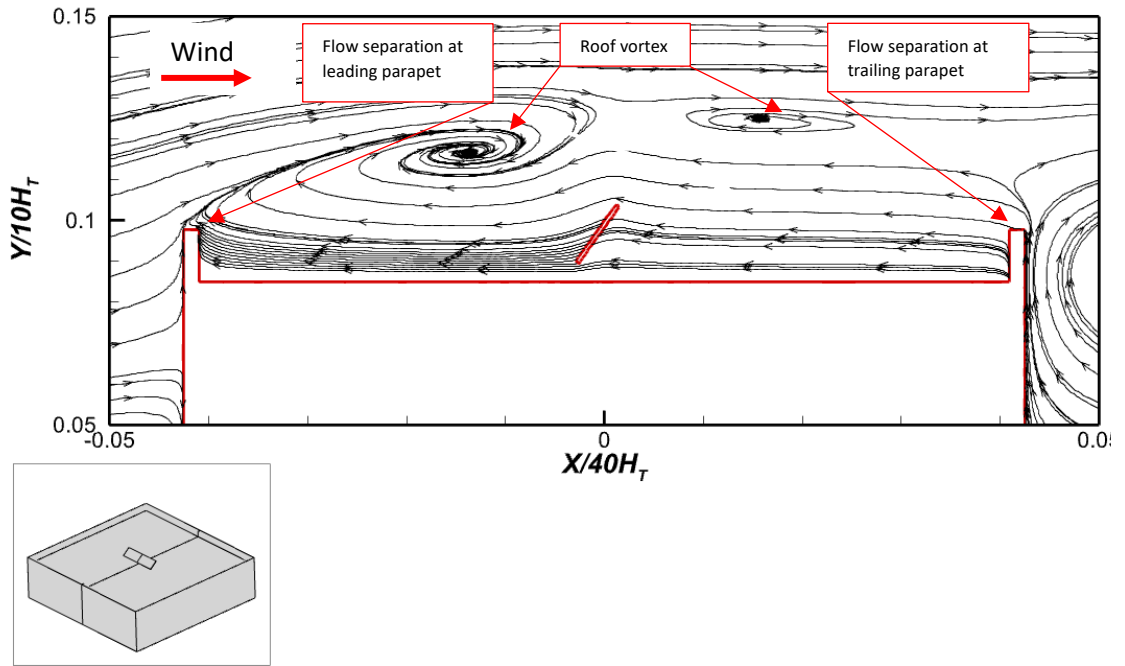 0.15
Wind
Flow separation at
leading parapet
Roof vortex
Flow separation at
trailing parapet
Y/10H_T
0.1
0.05
-0.05
0
0.05
X/40H_T